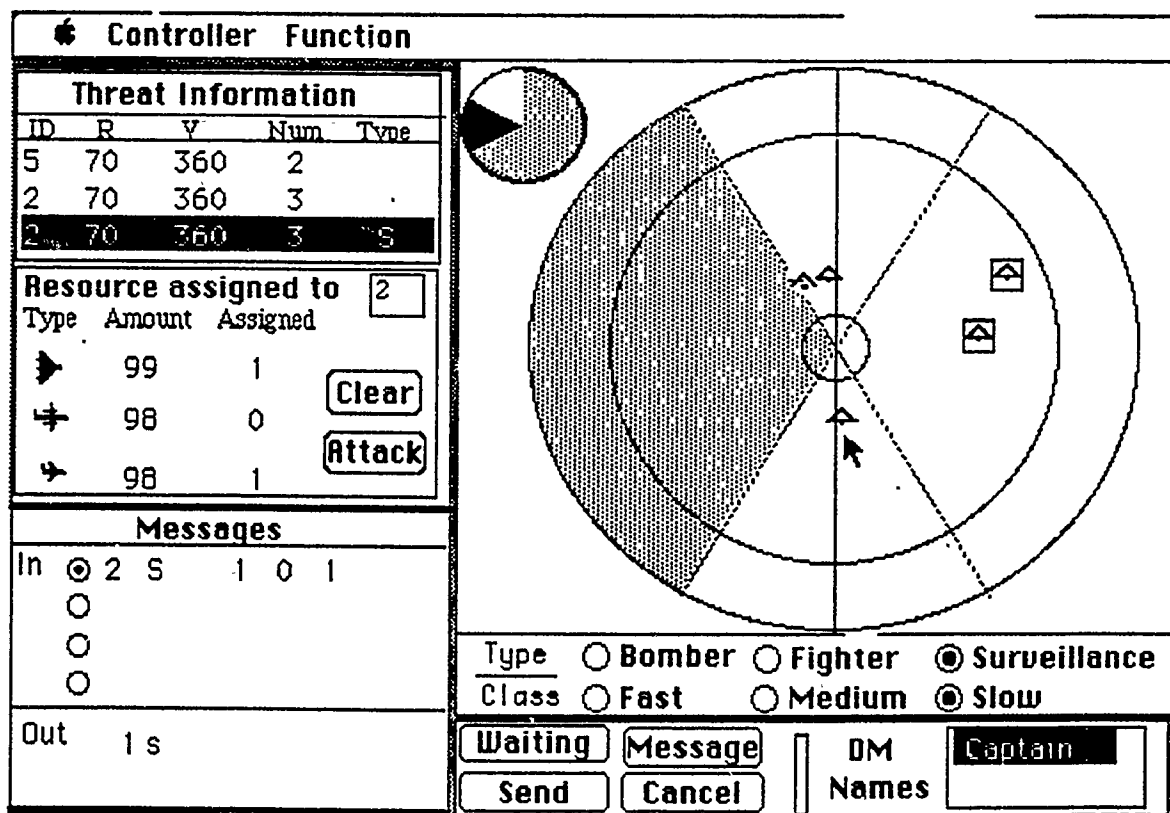 Controller Function
Threat Information
ID R V Num Type
5 70 360 2
2 70 360 3
2 70 360 3 S
Resource assigned to 2
Type Amount Assigned
99 1
98 0
98 1
Clear
Attack
Messages
In 2 S 1 0 1
Out 1 s
Type Bomber Fighter Surveillance
Class Fast Medium Slow
Waiting Message
Send Cancel
DM
Names
Captain